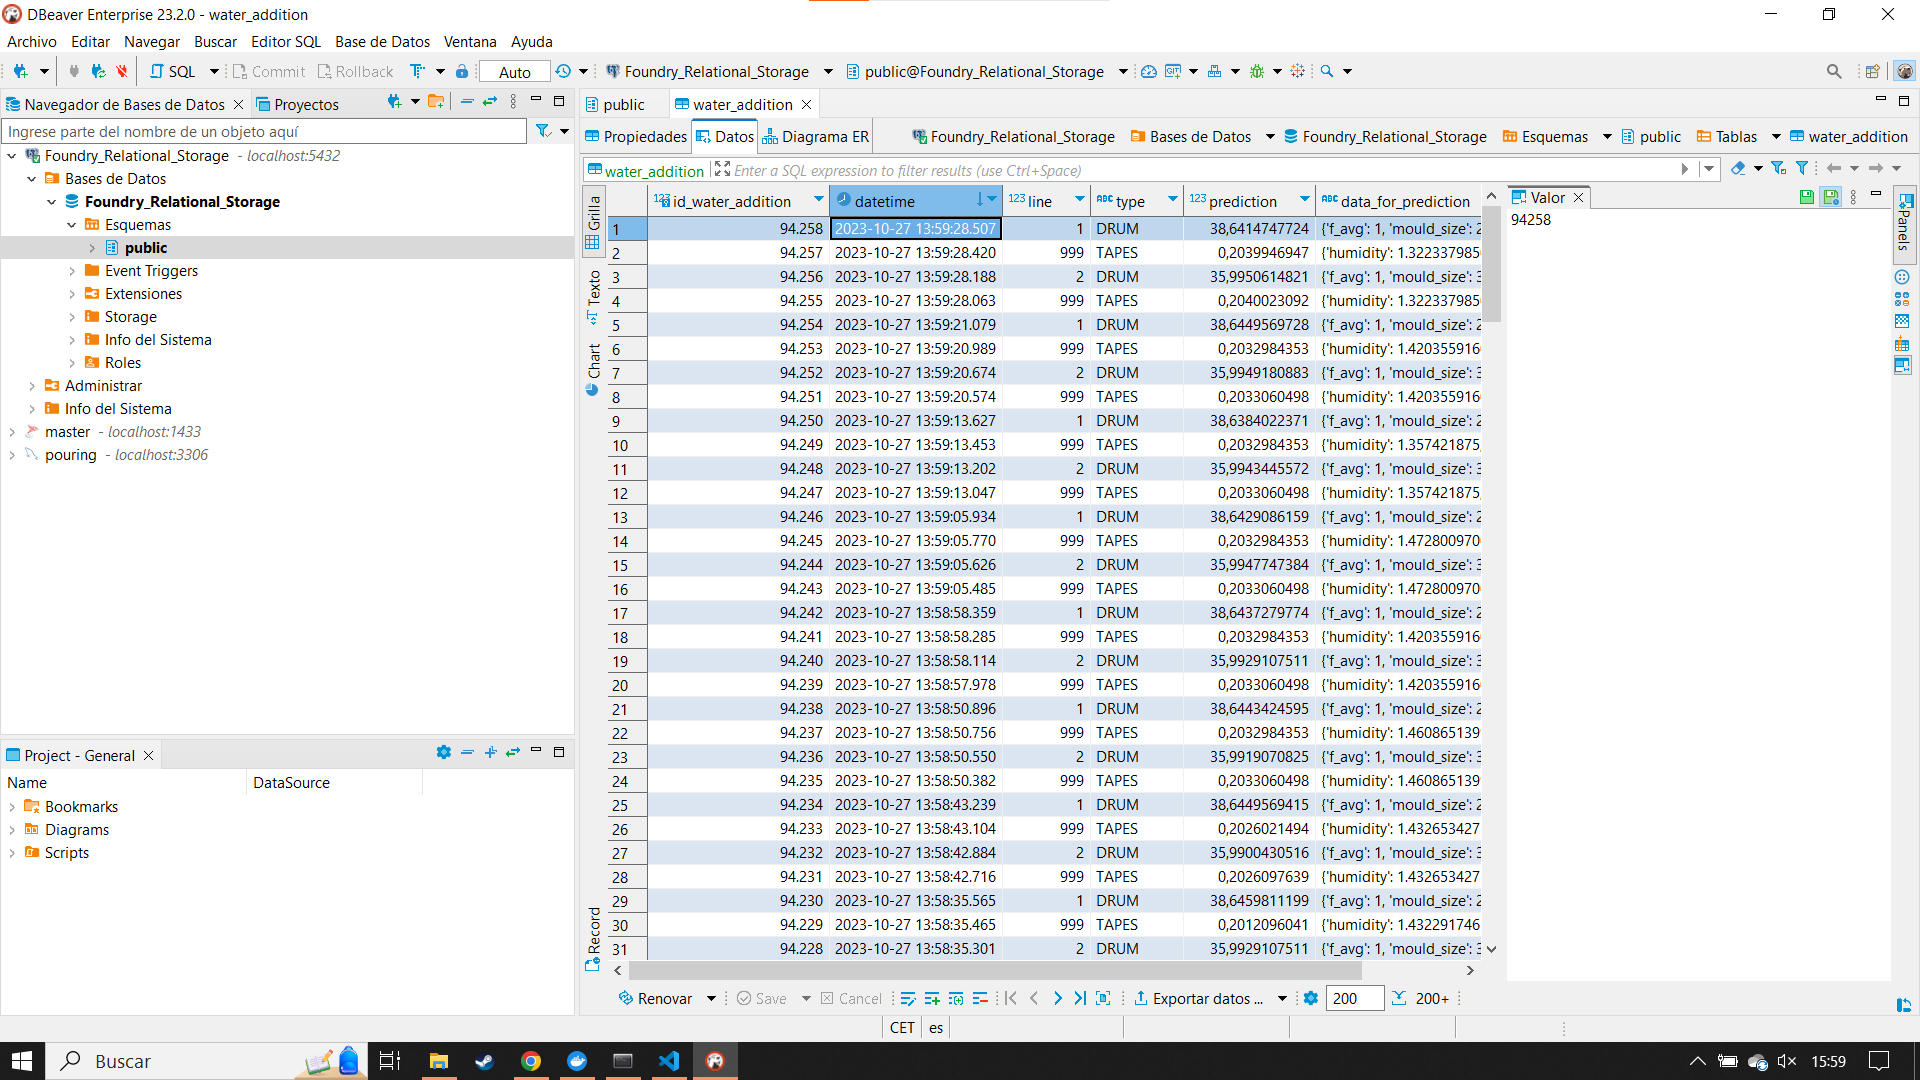 DBeaver Enterprise 23.2.0 - water_addition
Archivo Editar Navegar Buscar Editor SQL Base de Datos Ventana Ayuda
SQL Commit Rollback Auto Foundry_Relational_Storage public@Foundry_Relational_Storage
Navegador de Bases de Datos Proyectos
Ingrese parte del nombre de un objeto aquí
Foundry_Relational_Storage - localhost:5432
Bases de Datos
Foundry_Relational_Storage
Esquemas
public
Event Triggers
Extensiones
Storage
Info del Sistema
Roles
Administrar
Info del Sistema
master - localhost:1433
pouring - localhost:3306
Project - General
Name DataSource
Bookmarks
Diagrams
Scripts
public water_addition
Propiedades Datos Diagrama ER Foundry_Relational_Storage Bases de Datos Foundry_Relational_Storage Esquemas public Tablas water_addition
water_addition Enter a SQL expression to filter results (use Ctrl+Space)
Grilla
Texto
Chart
Record
123 id_water_addition datetime 123 line ABC type 123 prediction ABC data_for_prediction
1 94.258 2023-10-27 13:59:28.507 1 DRUM 38,6414747724 {'f_avg': 1, 'mould_size': 2
2 94.257 2023-10-27 13:59:28.420 999 TAPES 0,2039946947 {'humidity': 1.322337985
3 94.256 2023-10-27 13:59:28.188 2 DRUM 35,9950614821 {'f_avg': 1, 'mould_size': 3
4 94.255 2023-10-27 13:59:28.063 999 TAPES 0,2040023092 {'humidity': 1.322337985
5 94.254 2023-10-27 13:59:21.079 1 DRUM 38,6449569728 {'f_avg': 1, 'mould_size': 2
6 94.253 2023-10-27 13:59:20.989 999 TAPES 0,2032984353 {'humidity': 1.420355916
7 94.252 2023-10-27 13:59:20.674 2 DRUM 35,9949180883 {'f_avg': 1, 'mould_size': 3
8 94.251 2023-10-27 13:59:20.574 999 TAPES 0,2033060498 {'humidity': 1.420355916
9 94.250 2023-10-27 13:59:13.627 1 DRUM 38,6384022371 {'f_avg': 1, 'mould_size': 2
10 94.249 2023-10-27 13:59:13.453 999 TAPES 0,2032984353 {'humidity': 1.357421875,
11 94.248 2023-10-27 13:59:13.202 2 DRUM 35,9943445572 {'f_avg': 1, 'mould_size': 3
12 94.247 2023-10-27 13:59:13.047 999 TAPES 0,2033060498 {'humidity': 1.357421875,
13 94.246 2023-10-27 13:59:05.934 1 DRUM 38,6429086159 {'f_avg': 1, 'mould_size': 2
14 94.245 2023-10-27 13:59:05.770 999 TAPES 0,2032984353 {'humidity': 1.472800970
15 94.244 2023-10-27 13:59:05.626 2 DRUM 35,9947747384 {'f_avg': 1, 'mould_size': 3
16 94.243 2023-10-27 13:59:05.485 999 TAPES 0,2033060498 {'humidity': 1.472800970
17 94.242 2023-10-27 13:58:58.359 1 DRUM 38,6437279774 {'f_avg': 1, 'mould_size': 2
18 94.241 2023-10-27 13:58:58.285 999 TAPES 0,2032984353 {'humidity': 1.420355916
19 94.240 2023-10-27 13:58:58.114 2 DRUM 35,9929107511 {'f_avg': 1, 'mould_size': 3
20 94.239 2023-10-27 13:58:57.978 999 TAPES 0,2033060498 {'humidity': 1.420355916
21 94.238 2023-10-27 13:58:50.896 1 DRUM 38,6443424595 {'f_avg': 1, 'mould_size': 2
22 94.237 2023-10-27 13:58:50.756 999 TAPES 0,2032984353 {'humidity': 1.460865139
23 94.236 2023-10-27 13:58:50.550 2 DRUM 35,9919070825 {'f_avg': 1, 'mould_size': 3
24 94.235 2023-10-27 13:58:50.382 999 TAPES 0,2033060498 {'humidity': 1.460865139
25 94.234 2023-10-27 13:58:43.239 1 DRUM 38,6449569415 {'f_avg': 1, 'mould_size': 2
26 94.233 2023-10-27 13:58:43.104 999 TAPES 0,2026021494 {'humidity': 1.432653427
27 94.232 2023-10-27 13:58:42.884 2 DRUM 35,9900430516 {'f_avg': 1, 'mould_size': 3
28 94.231 2023-10-27 13:58:42.716 999 TAPES 0,2026097639 {'humidity': 1.432653427
29 94.230 2023-10-27 13:58:35.565 1 DRUM 38,6459811199 {'f_avg': 1, 'mould_size': 2
30 94.229 2023-10-27 13:58:35.465 999 TAPES 0,2012096041 {'humidity': 1.432291746
31 94.228 2023-10-27 13:58:35.301 2 DRUM 35,9929107511 {'f_avg': 1, 'mould_size': 3
Valor
94258
Panels
Renovar Save Cancel Exportar datos ... 200 200+
CET es
Buscar 15:59